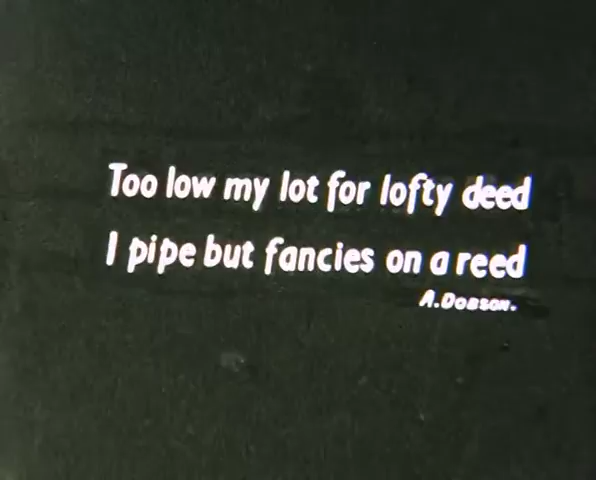 Too low my lot for lofty deed
I pipe but fancies on a reed
A. Dobson.